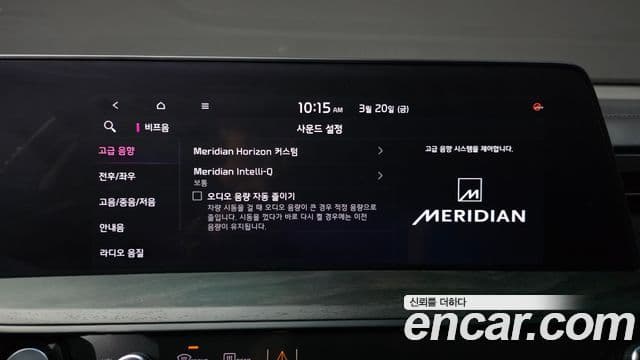 10:15 AM 3월 20일 (금)
비프음 사운드 설정
고급 음향
전후/좌우
고음/중음/저음
안내음
라디오 음질
Meridian Horizon 커스텀
Meridian Intelli-Q
보통
오디오 음량 자동 줄이기
차량 시동을 걸 때 오디오 음량이 큰 경우 적정 음량으로
줄입니다. 시동을 껐다가 바로 다시 켤 경우에는 이전
음량이 유지됩니다.
고급 음향 시스템을 제어합니다.
MERIDIAN
신뢰를 더하다
encar.com